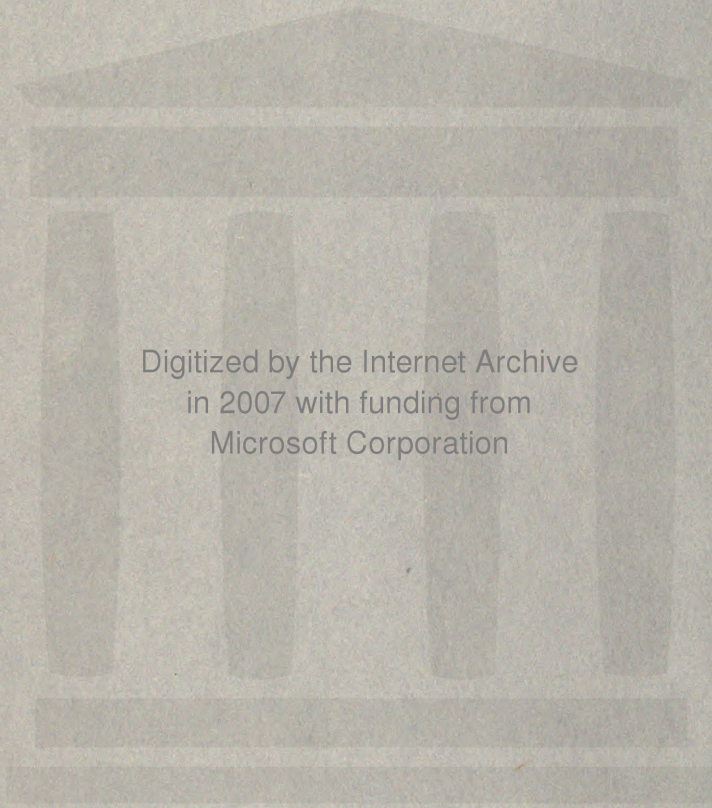 Digitized by the Internet Archive
in 2007 with funding from
Microsoft Corporation